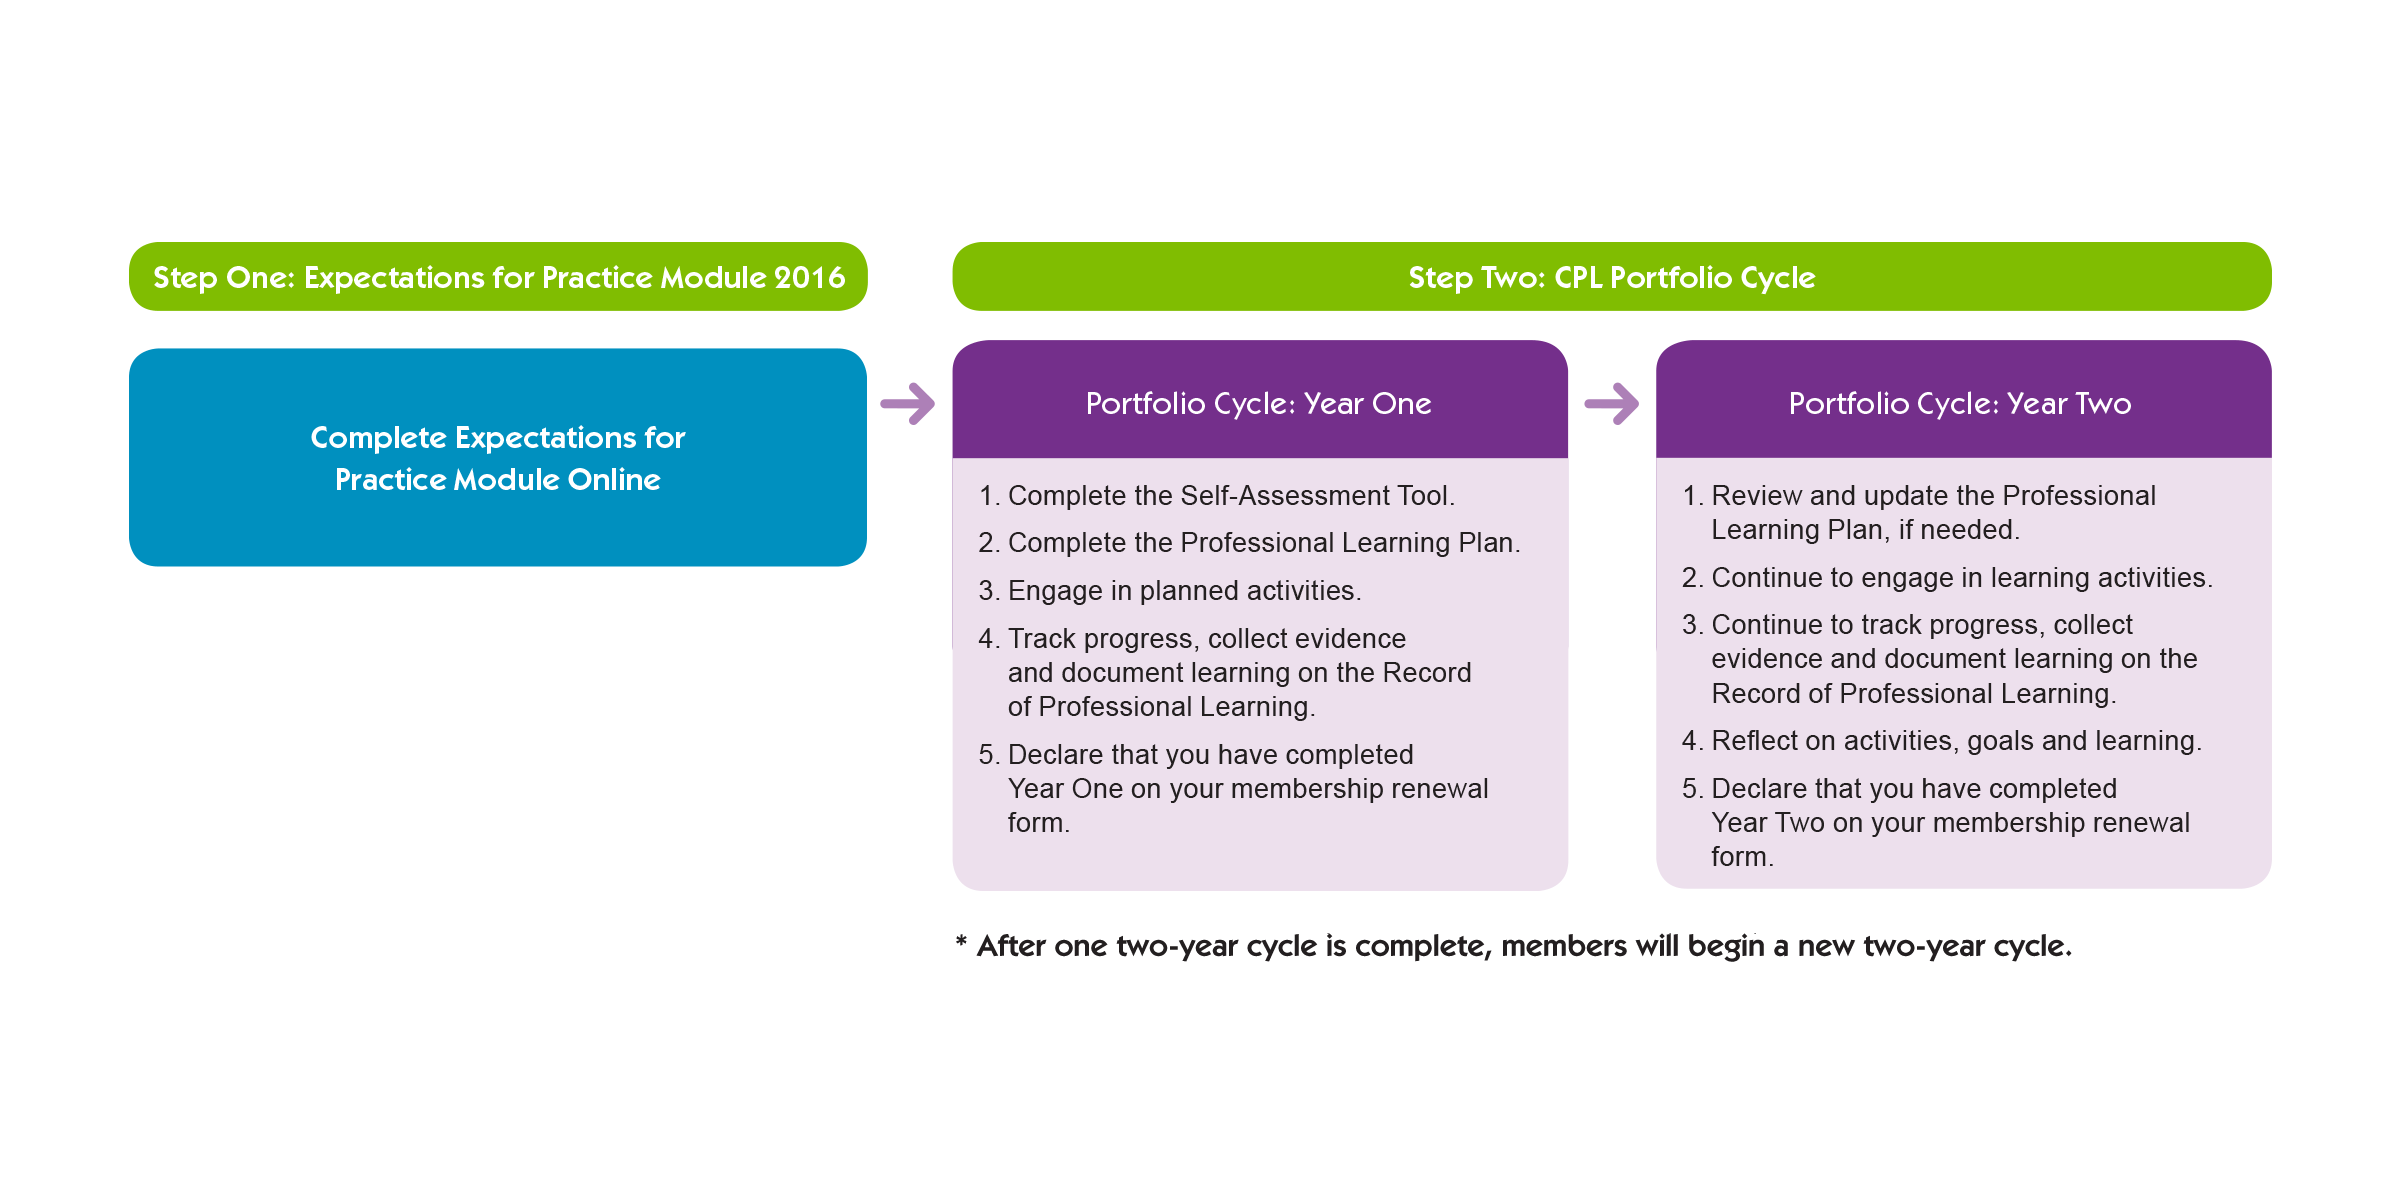 Step One: Expectations for Practice Module 2016
Complete Expectations for
Practice Module Online
Step Two: CPL Portfolio Cycle
Portfolio Cycle: Year One
1. Complete the Self-Assessment Tool.
2. Complete the Professional Learning Plan.
3. Engage in planned activities.
4. Track progress, collect evidence
and document learning on the Record
of Professional Learning.
5. Declare that you have completed
Year One on your membership renewal
form.
Portfolio Cycle: Year Two
1. Review and update the Professional
Learning Plan, if needed.
2. Continue to engage in learning activities.
3. Continue to track progress, collect
evidence and document learning on the
Record of Professional Learning.
4. Reflect on activities, goals and learning.
5. Declare that you have completed
Year Two on your membership renewal
form.
* After one two-year cycle is complete, members will begin a new two-year cycle.